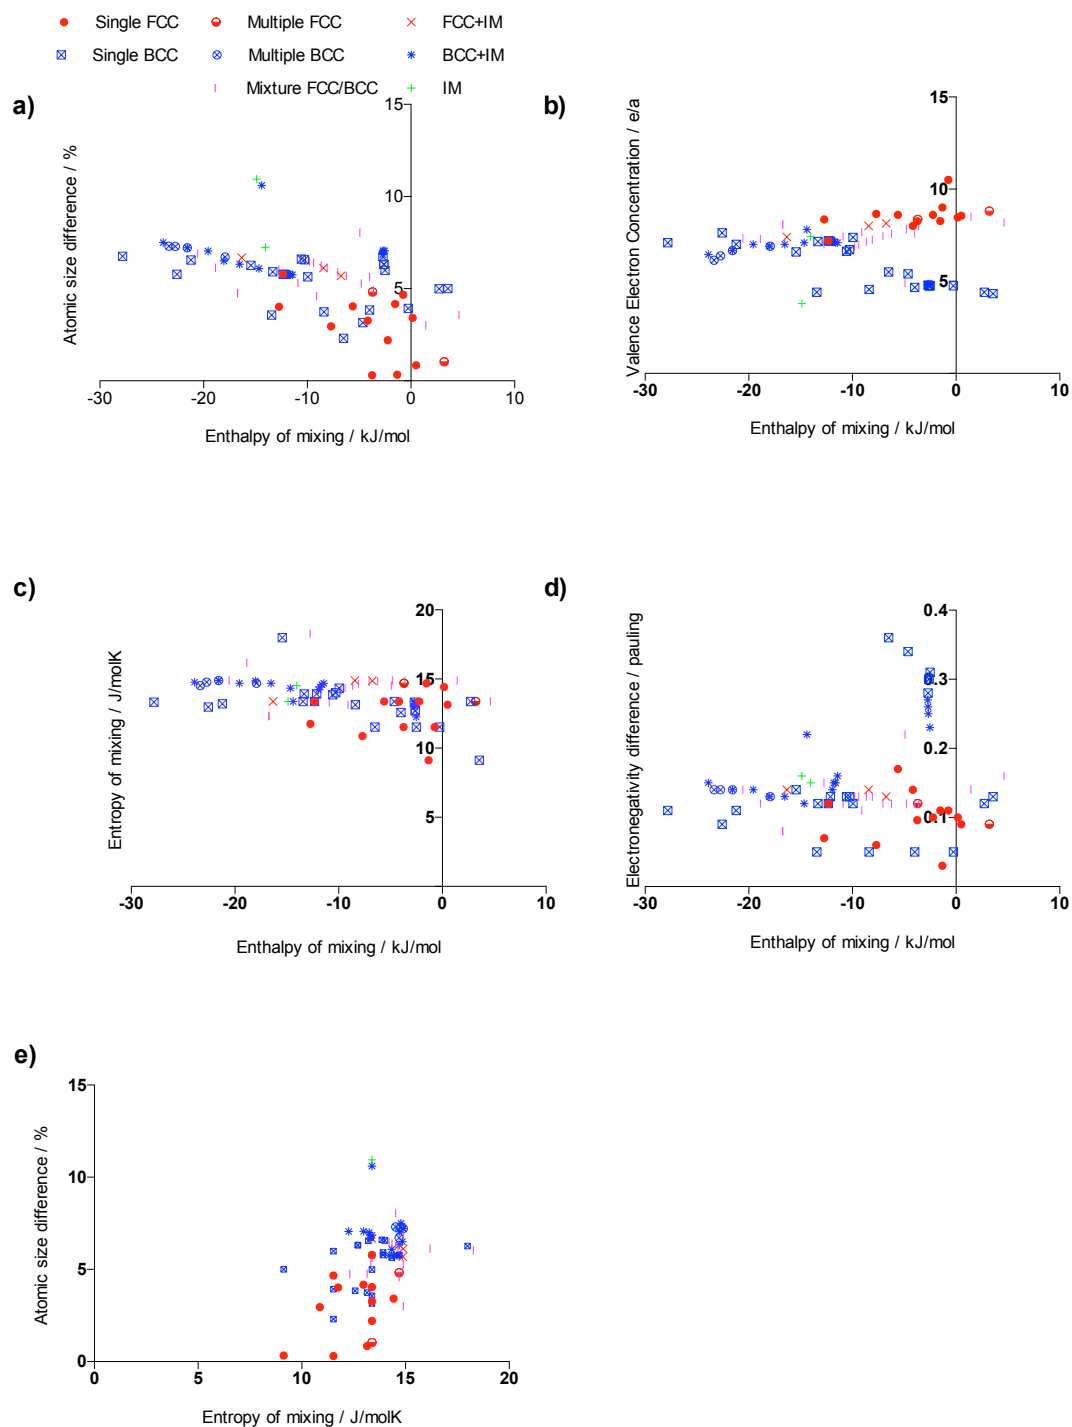 Single FCC Multiple FCC FCC+IM
Single BCC Multiple BCC BCC+IM
Mixture FCC/BCC IM
a)
Atomic size difference / %
15
10
5
-30 -20 -10 0 10
Enthalpy of mixing / kJ/mol
b)
Valence Electron Concentration / e/a
15
10
5
-30 -20 -10 0 10
Enthalpy of mixing / kJ/mol
c)
Entropy of mixing / J/molK
20
15
10
5
-30 -20 -10 0 10
Enthalpy of mixing / kJ/mol
d)
Electronegativity difference / pauling
0.4
0.3
0.2
0.1
-30 -20 -10 0 10
Enthalpy of mixing / kJ/mol
e)
Atomic size difference / %
15
10
5
0
0 5 10 15 20
Entropy of mixing / J/molK